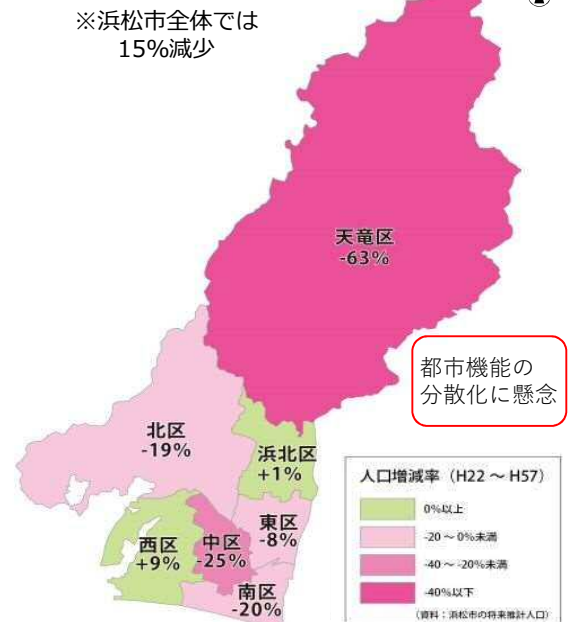 ※浜松市全体では
15%減少
天竜区
-63%
都市機能の
分散化に懸念
北区
-19%
浜北区
+1%
東区
-8%
西区
+9%
中区
-25%
南区
-20%
人口増減率（H22 ～ H57）
0%以上
-20 ～ 0%未満
-40 ～ -20%未満
-40%以下
（資料：浜松市の将来推計人口）